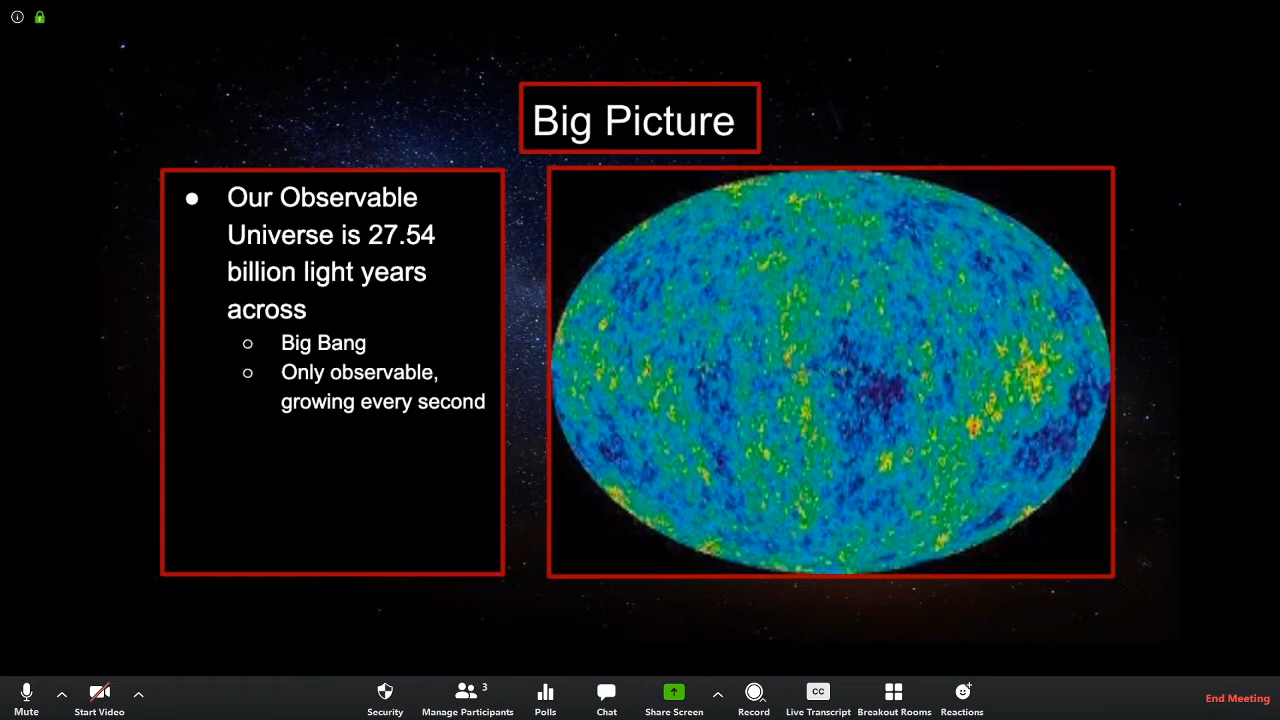 Big Picture
● Our Observable
Universe is 27.54
billion light years
across
○ Big Bang
○ Only observable,
growing every second
3
CC
Mute
Start Video
Security
Manage Participants
Polls
Chat
Share Screen
Record
Live Transcript
Breakout Rooms
Reactions
End Meeting